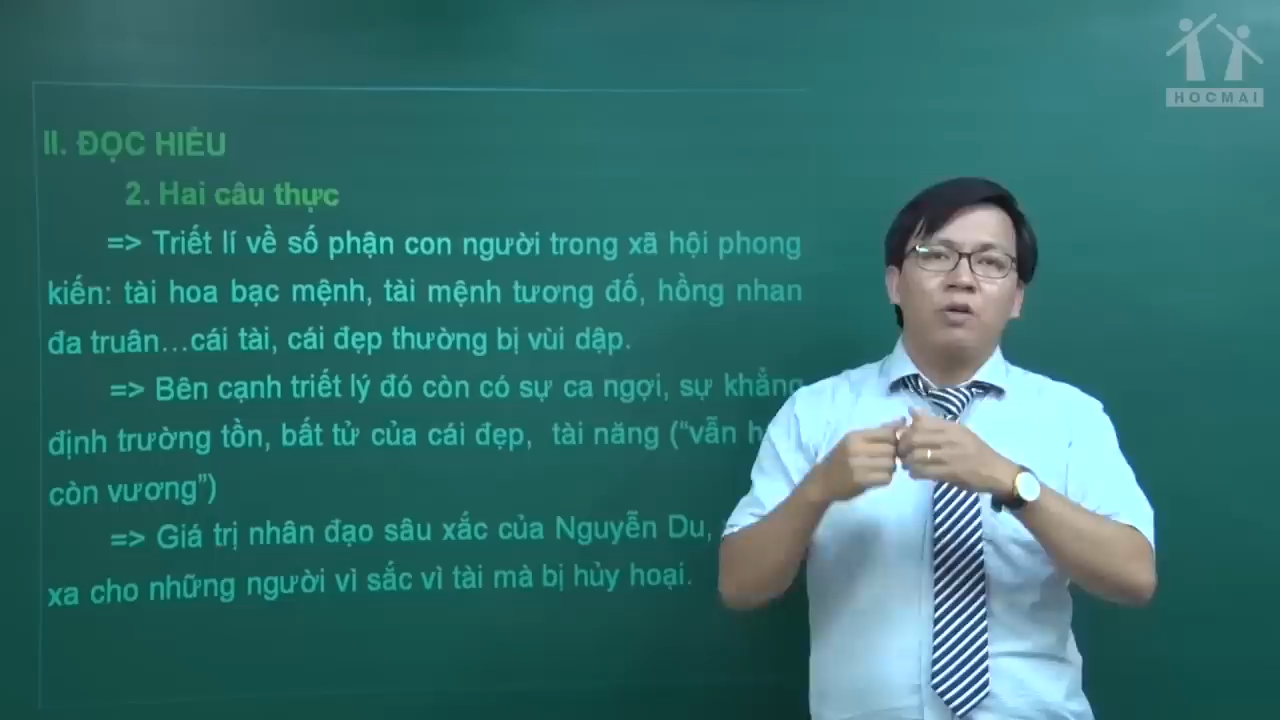 HOCMAI
II. ĐỌC HIỂU
2. Hai câu thực
=> Triết lí về số phận con người trong xã hội phong
kiến: tài hoa bạc mệnh, tài mệnh tương đố, hồng nhan
đa truân...cái tài, cái đẹp thường bị vùi dập.
=> Bên cạnh triết lý đó còn có sự ca ngợi, sự khẳng
định trường tồn, bất tử của cái đẹp, tài năng (“vẫn
còn vương”)
=> Giá trị nhân đạo sâu xắc của Nguyễn Du,
xa cho những người vì sắc vì tài mà bị hủy hoại.